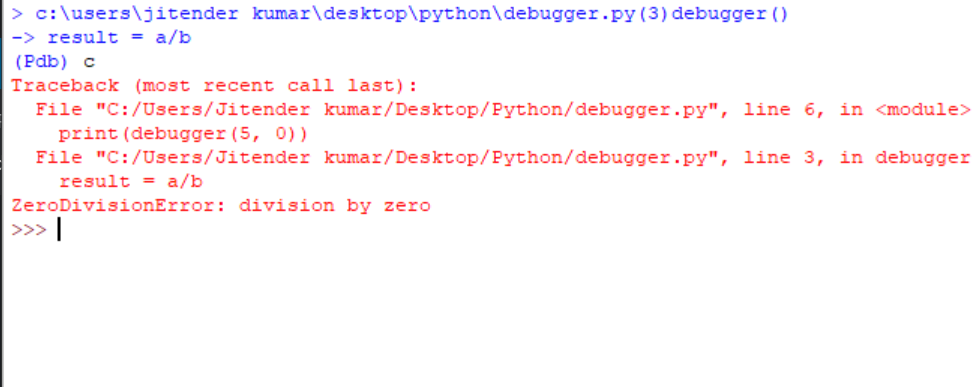 > c:\users\jitender kumar\desktop\python\debugger.py(3)debugger()
-> result = a/b
(Pdb) c
Traceback (most recent call last):
  File "C:/Users/Jitender kumar/Desktop/Python/debugger.py", line 6, in <module>
    print(debugger(5, 0))
  File "C:/Users/Jitender kumar/Desktop/Python/debugger.py", line 3, in debugger
    result = a/b
ZeroDivisionError: division by zero
>>>